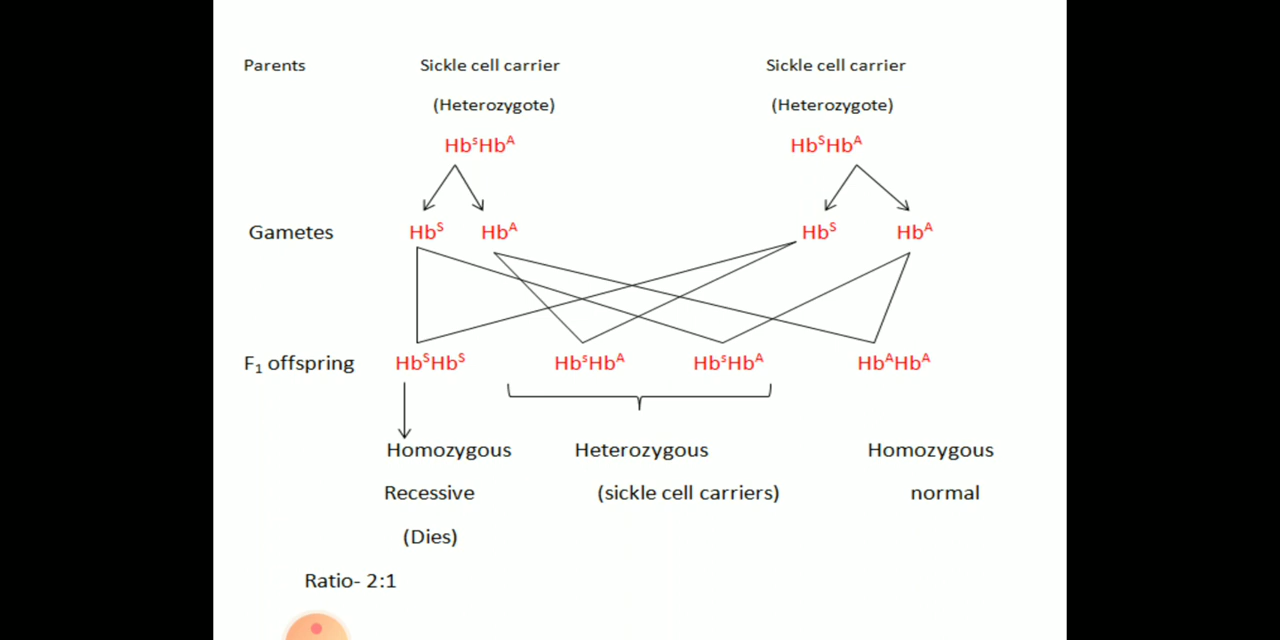 Parents Sickle cell carrier Sickle cell carrier
(Heterozygote) (Heterozygote)
HbˢHbᴬ HbˢHbᴬ
Gametes Hbˢ Hbᴬ Hbˢ Hbᴬ
F₁ offspring HbˢHbˢ HbˢHbᴬ HbˢHbᴬ HbᴬHbᴬ
Homozygous Heterozygous Homozygous
Recessive (sickle cell carriers) normal
(Dies)
Ratio- 2:1